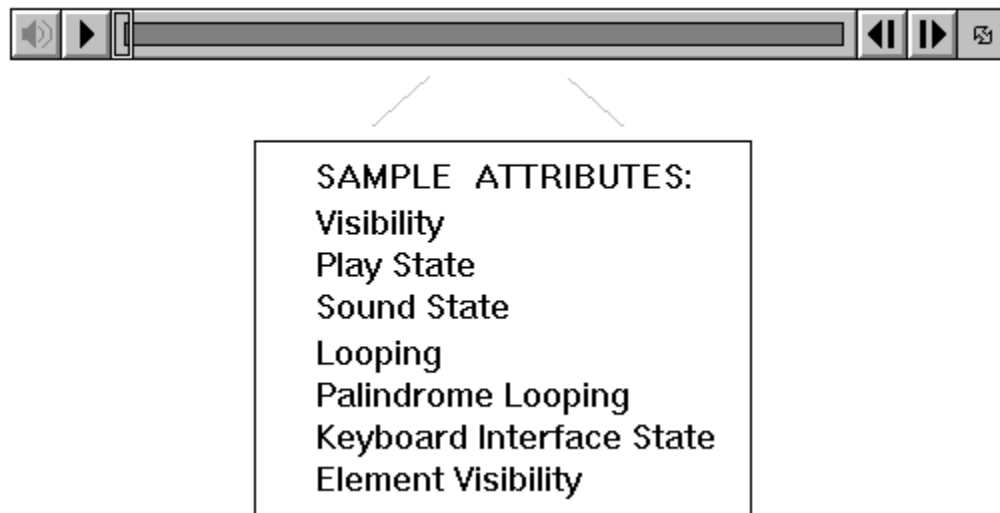 SAMPLE ATTRIBUTES:
Visibility
Play State
Sound State
Looping
Palindrome Looping
Keyboard Interface State
Element Visibility